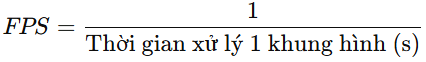 FPS = 1 / Thời gian xử lý 1 khung hình (s)